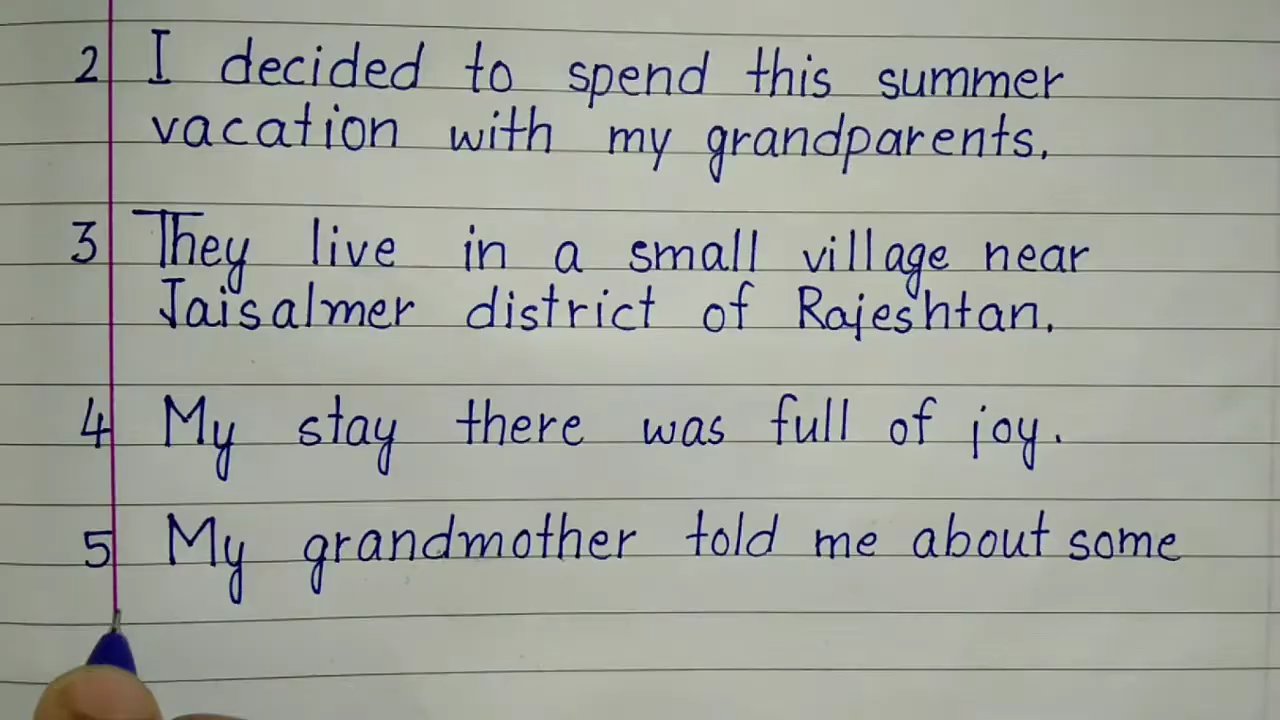 2 I decided to spend this summer
vacation with my grandparents.
3 They live in a small village near
Jaisalmer district of Rajeshtan.
4 My stay there was full of joy.
5 My grandmother told me about some